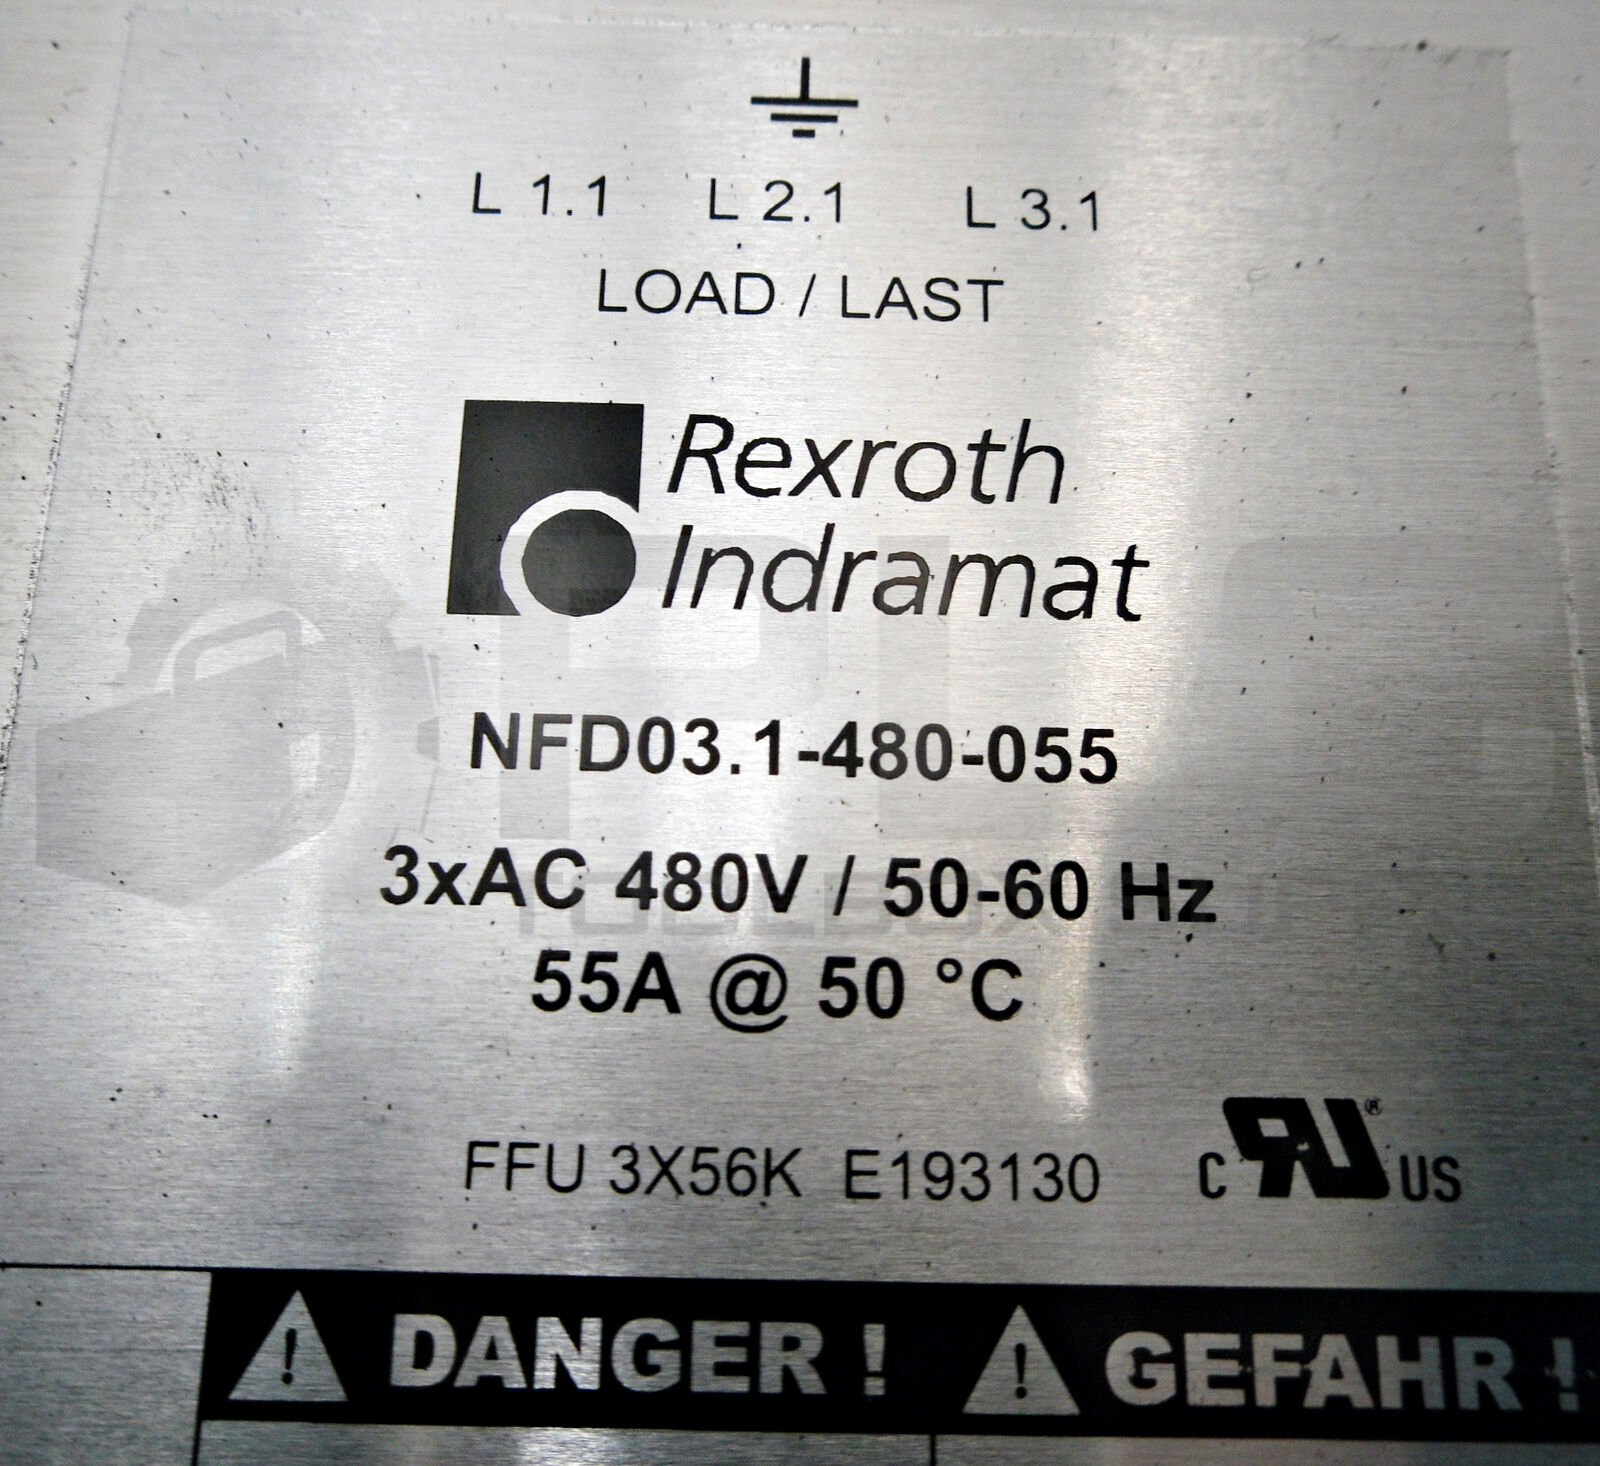 L 1.1 L 2.1 L 3.1
LOAD / LAST
Rexroth
Indramat
NFD03.1-480-055
3xAC 480V / 50-60 Hz
55A @ 50 °C
FFU 3X56K E193130
C RU® US
DANGER ! GEFAHR !